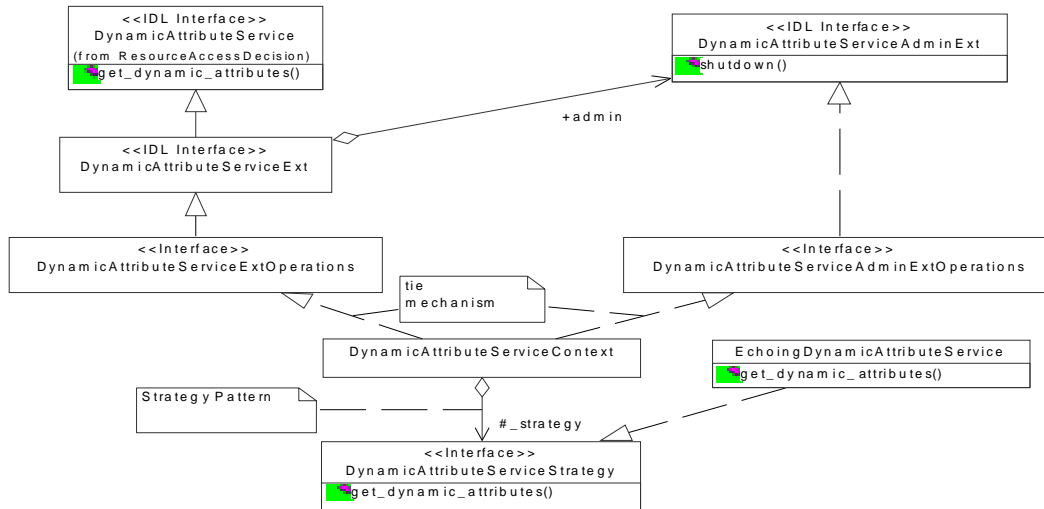 <<IDL Interface>>
DynamicAttributeService
(from ResourceAccessDecision)
get_dynamic_attributes()
<<IDL Interface>>
DynamicAttributeServiceAdminExt
shutdown()
+admin
<<IDL Interface>>
DynamicAttributeServiceExt
<<Interface>>
DynamicAttributeServiceExtOperations
<<Interface>>
DynamicAttributeServiceAdminExtOperations
tie
mechanism
DynamicAttributeServiceContext
EchoingDynamicAttributeService
get_dynamic_attributes()
Strategy Pattern
#_strategy
<<Interface>>
DynamicAttributeServiceStrategy
get_dynamic_attributes()